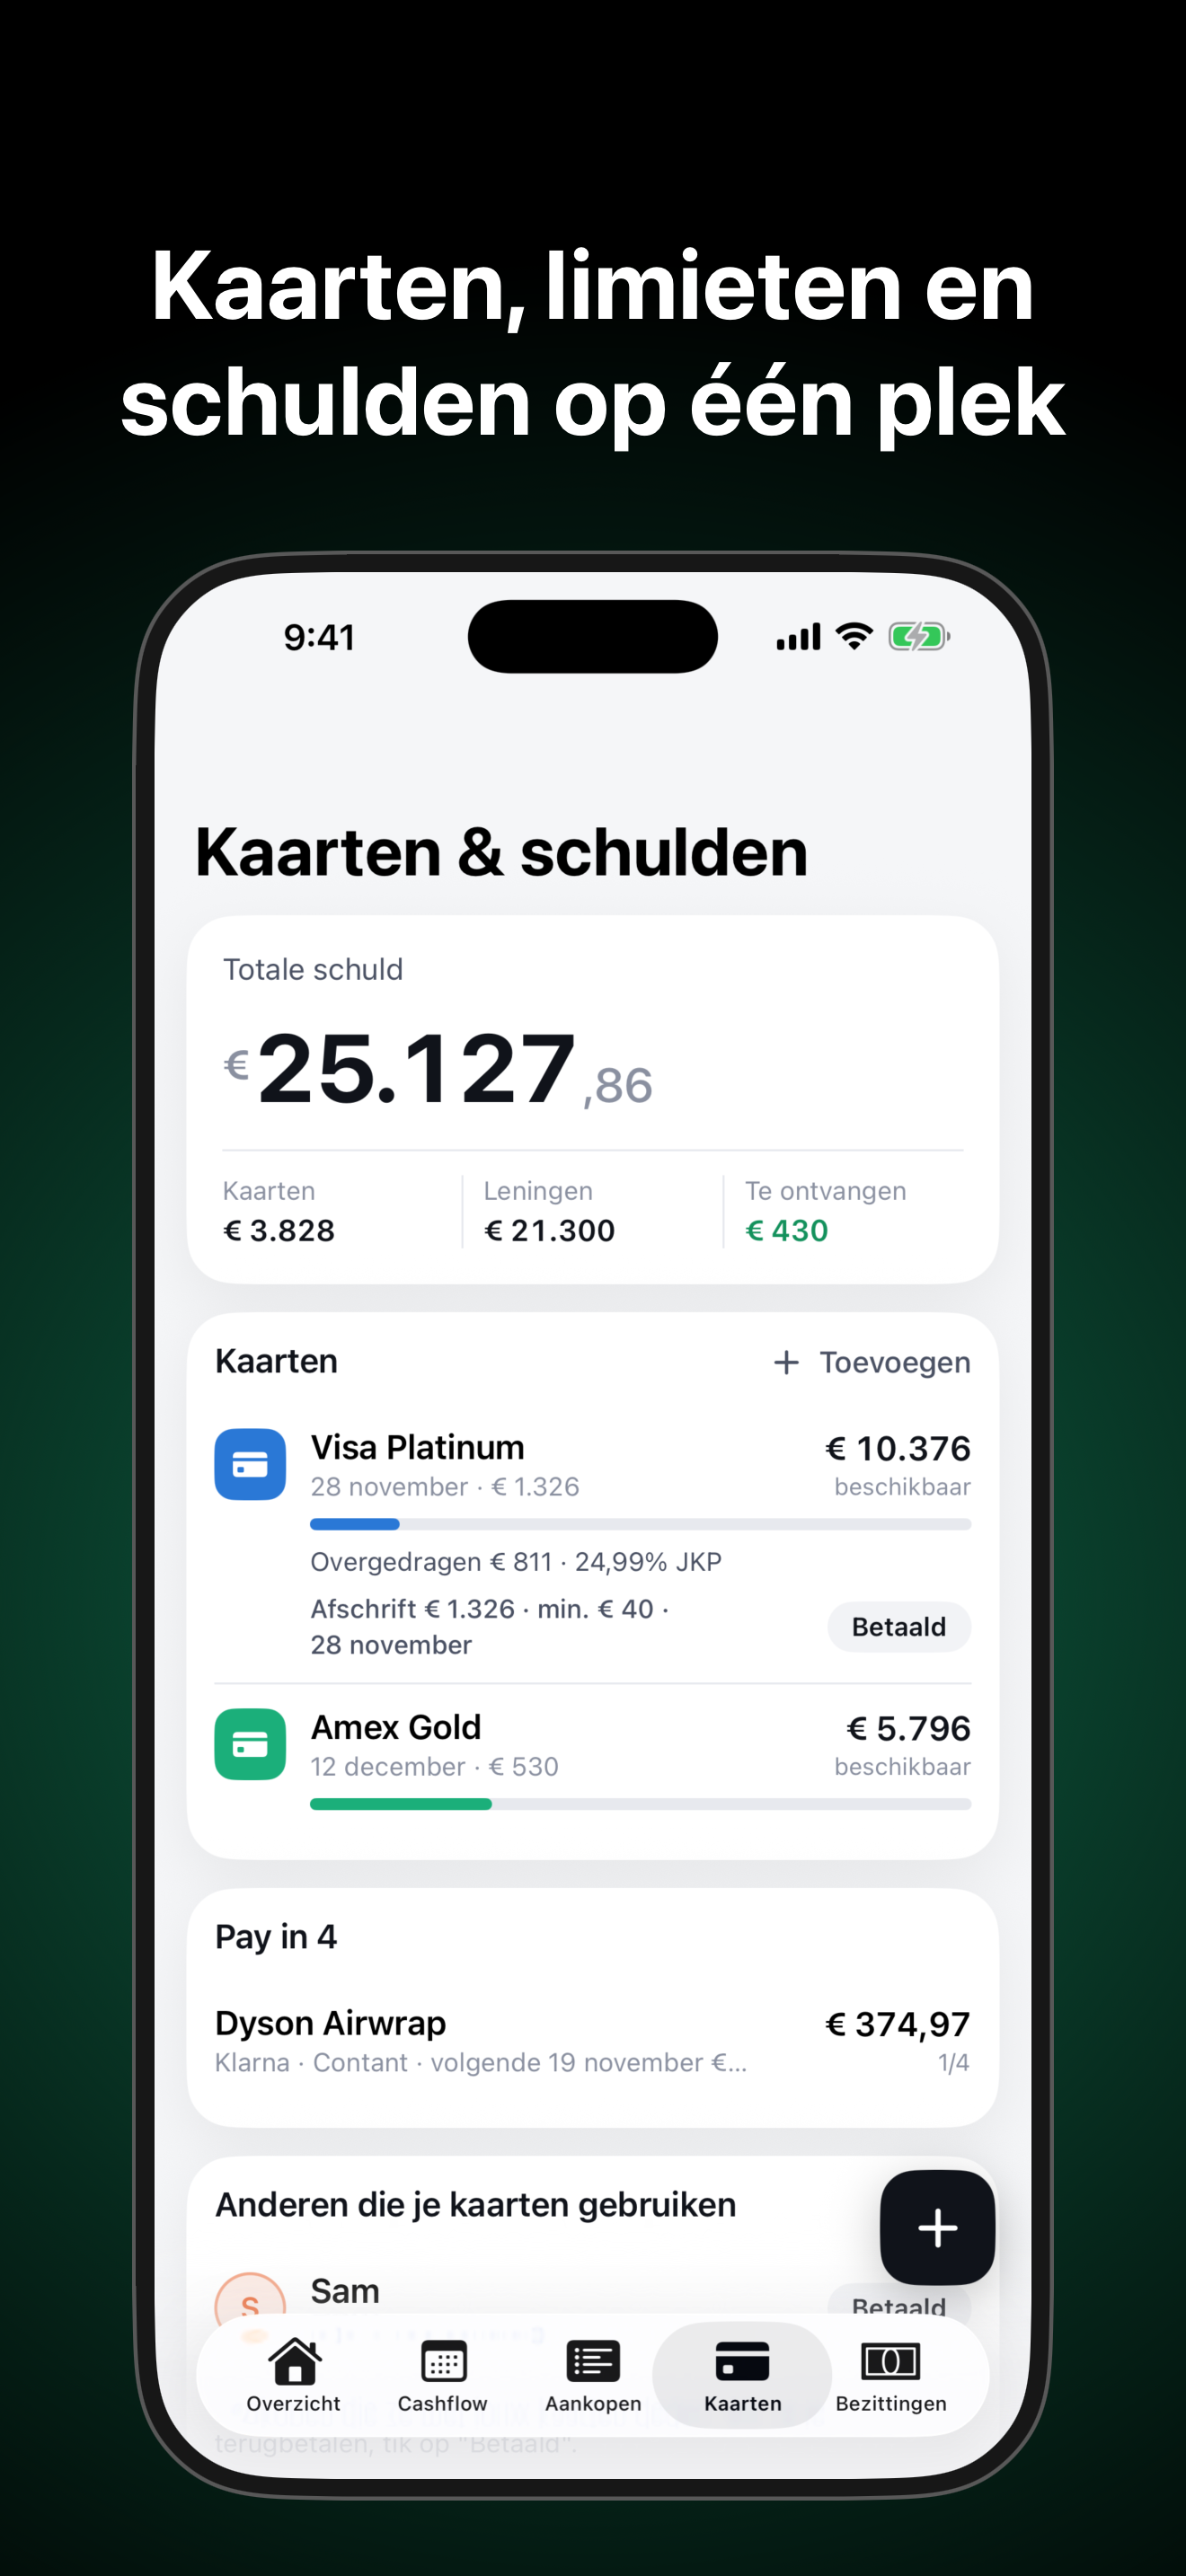 Kaarten, limieten en
schulden op één plek
9:41
Kaarten & schulden
Totale schuld
€25.127,86
Kaarten
€ 3.828
Leningen
€ 21.300
Te ontvangen
€ 430
Kaarten
+ Toevoegen
Visa Platinum
€ 10.376
28 november · € 1.326
beschikbaar
Overgedragen € 811 · 24,99% JKP
Afschrift € 1.326 · min. € 40 ·
28 november
Betaald
Amex Gold
€ 5.796
12 december · € 530
beschikbaar
Pay in 4
Dyson Airwrap
€ 374,97
Klarna · Contant · volgende 19 november €...
1/4
Anderen die je kaarten gebruiken
+
S
Sam
Betaald
Overzicht
Cashflow
Aankopen
Kaarten
Bezittingen
terugbetalen, tik op "Betaald".